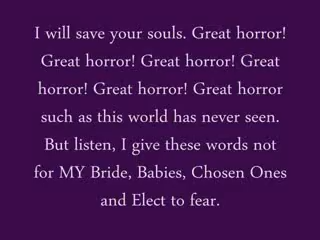 I will save your souls. Great horror!
Great horror! Great horror! Great
horror! Great horror! Great horror
such as this world has never seen.
But listen, I give these words not
for MY Bride, Babies, Chosen Ones
and Elect to fear.